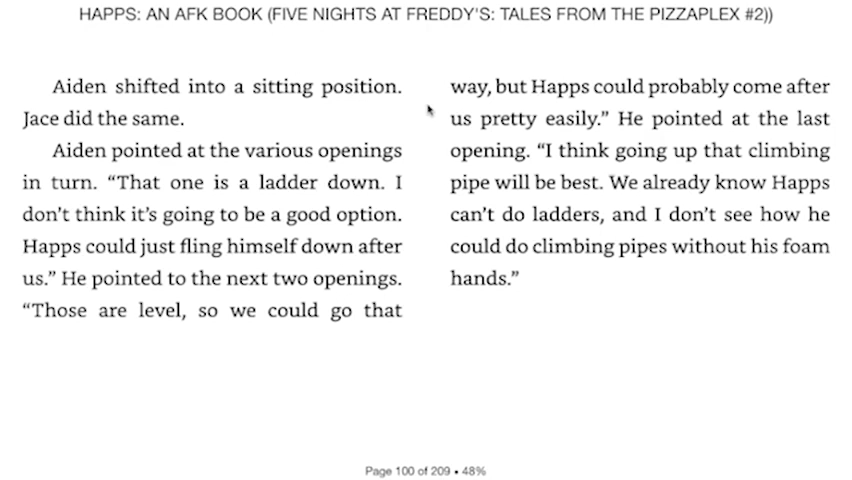 HAPPS: AN AFK BOOK (FIVE NIGHTS AT FREDDY'S: TALES FROM THE PIZZAPLEX #2))
Aiden shifted into a sitting position.
Jace did the same.
Aiden pointed at the various openings
in turn. “That one is a ladder down. I
don’t think it’s going to be a good option.
Happs could just fling himself down after
us.” He pointed to the next two openings.
“Those are level, so we could go that
way, but Happs could probably come after
us pretty easily.” He pointed at the last
opening. “I think going up that climbing
pipe will be best. We already know Happs
can’t do ladders, and I don’t see how he
could do climbing pipes without his foam
hands.”
Page 100 of 209 • 48%